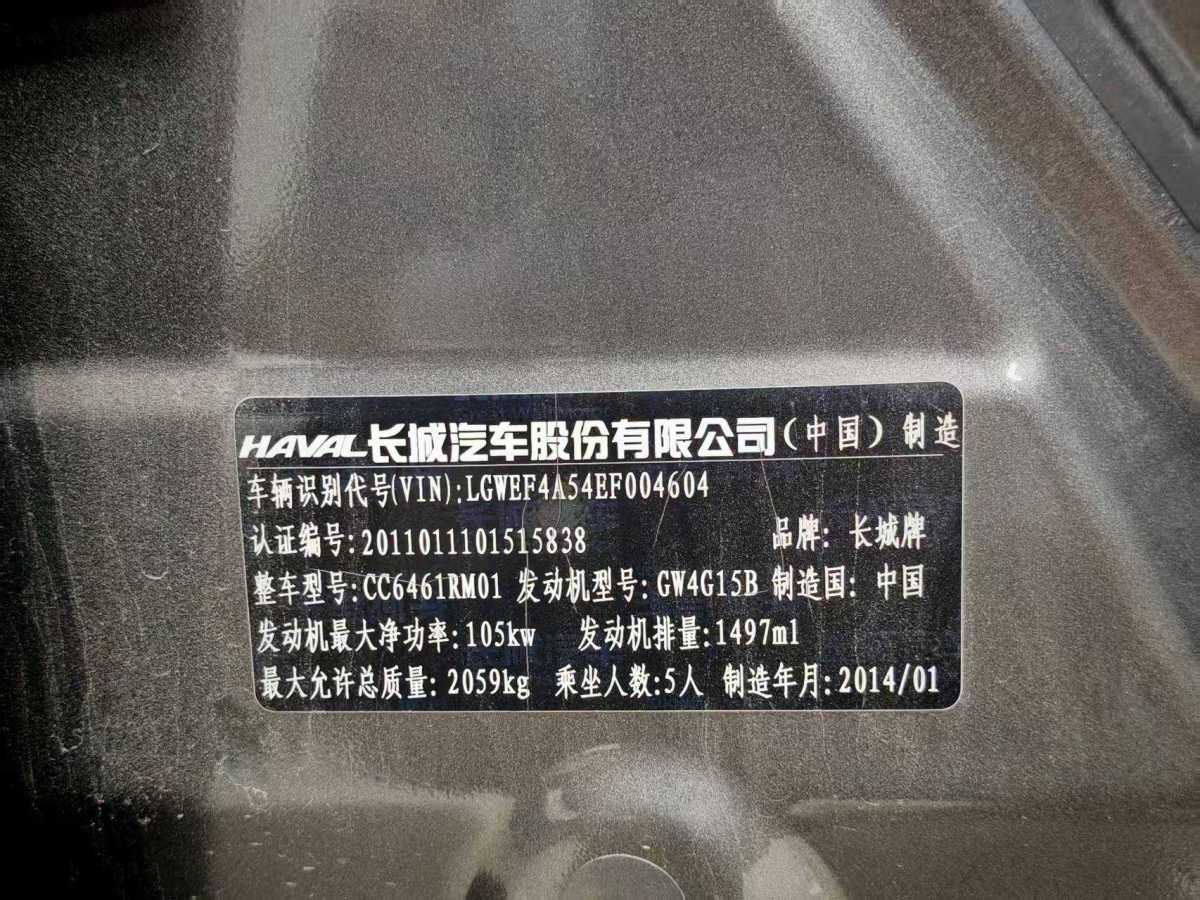 HAVAL长城汽车股份有限公司(中国)制造
车辆识别代号(VIN):LGWEF4A54EF004604
认证编号:2011011101515838 品牌: 长城牌
整车型号:CC6461RM01 发动机型号:GW4G15B 制造国: 中国
发动机最大净功率:105kw 发动机排量:1497ml
最大允许总质量: 2059kg 乘坐人数:5人 制造年月:2014/01